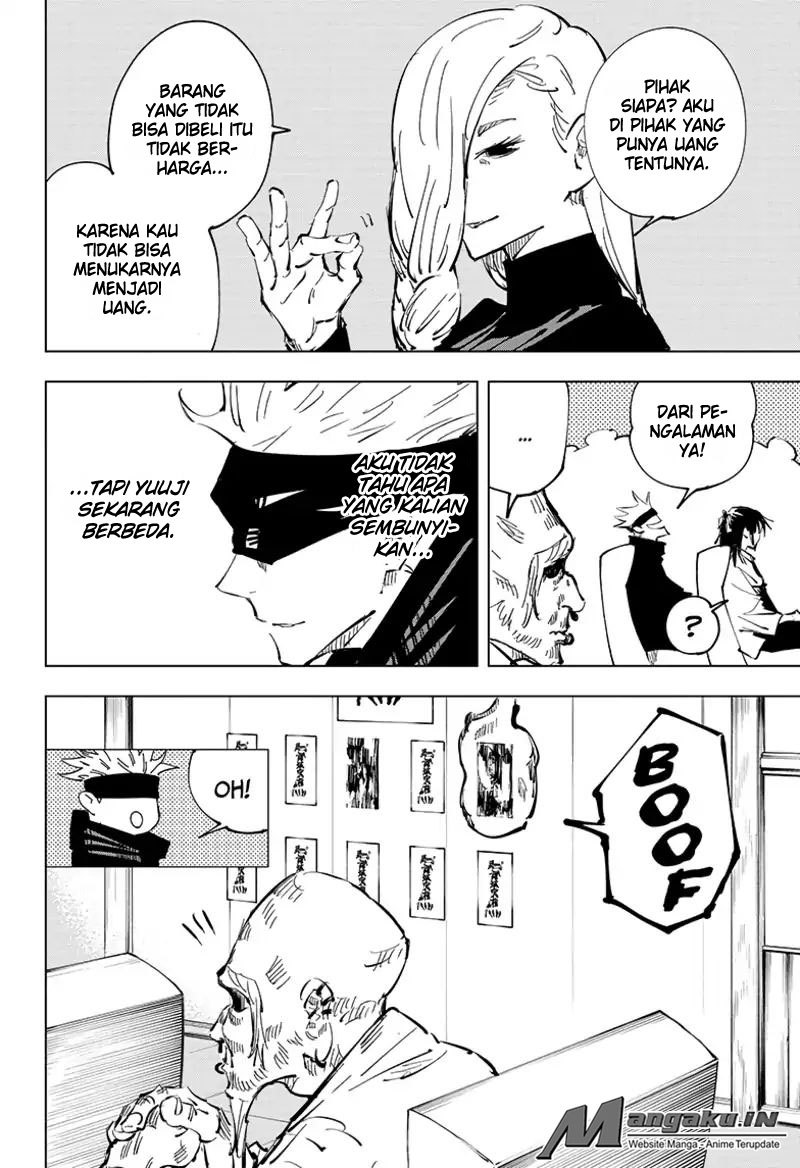 PIHAK
SIAPA? AKU
DI PIHAK YANG
PUNYA UANG
TENTUNYA.
BARANG
YANG TIDAK
BISA DIBELI ITU
TIDAK BER-
HARGA...
KARENA KAU
TIDAK BISA
MENUKARNYA
MENJADI
UANG.
DARI PE-
NGALAMAN
YA!
...
?
AKU TIDAK
TAHU APA
YANG KALIAN
SEMBUNYI-
KAN...
...TAPI YUUJI
SEKARANG
BERBEDA.
BOOF
OH!
Mangaku.in
Website Manga - Anime Terupdate